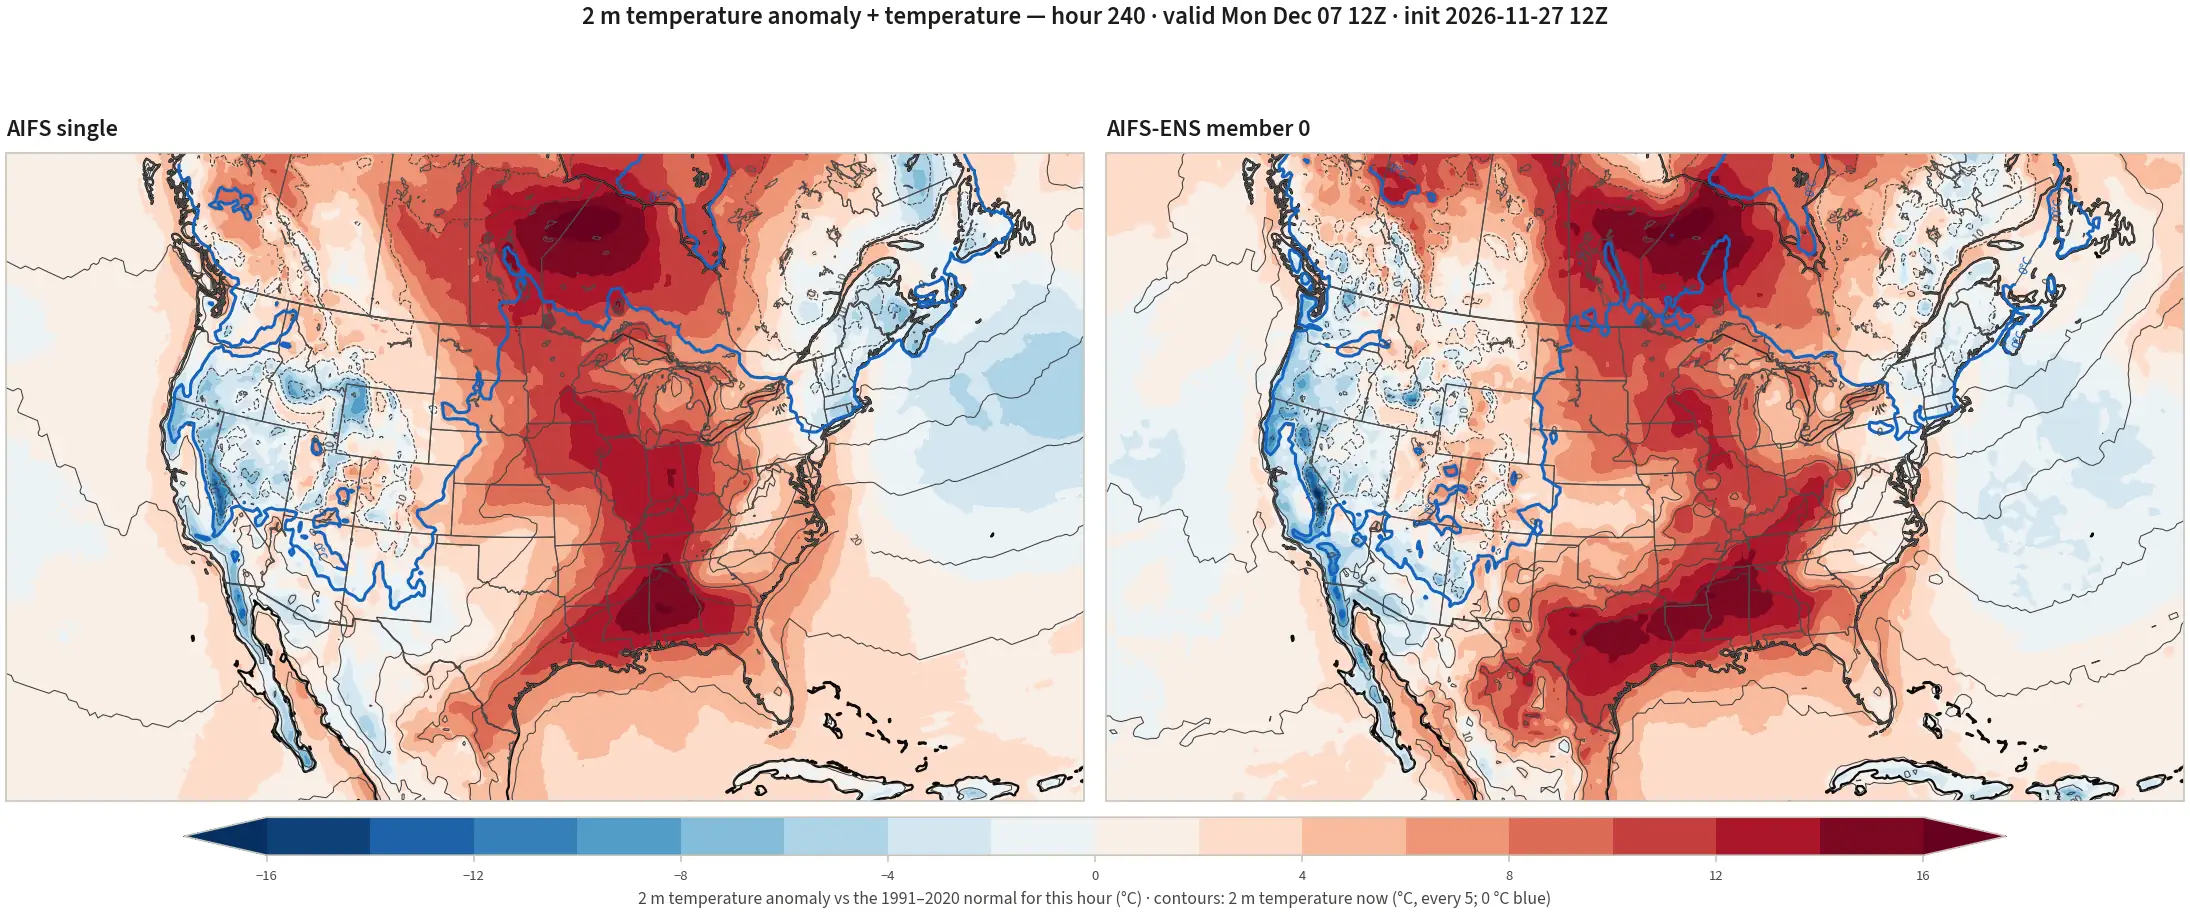 2 m temperature anomaly + temperature — hour 240 · valid Mon Dec 07 12Z · init 2026-11-27 12Z
AIFS single
AIFS-ENS member 0
−16 −12 −8 −4 0 4 8 12 16
2 m temperature anomaly vs the 1991–2020 normal for this hour (°C) · contours: 2 m temperature now (°C, every 5; 0 °C blue)